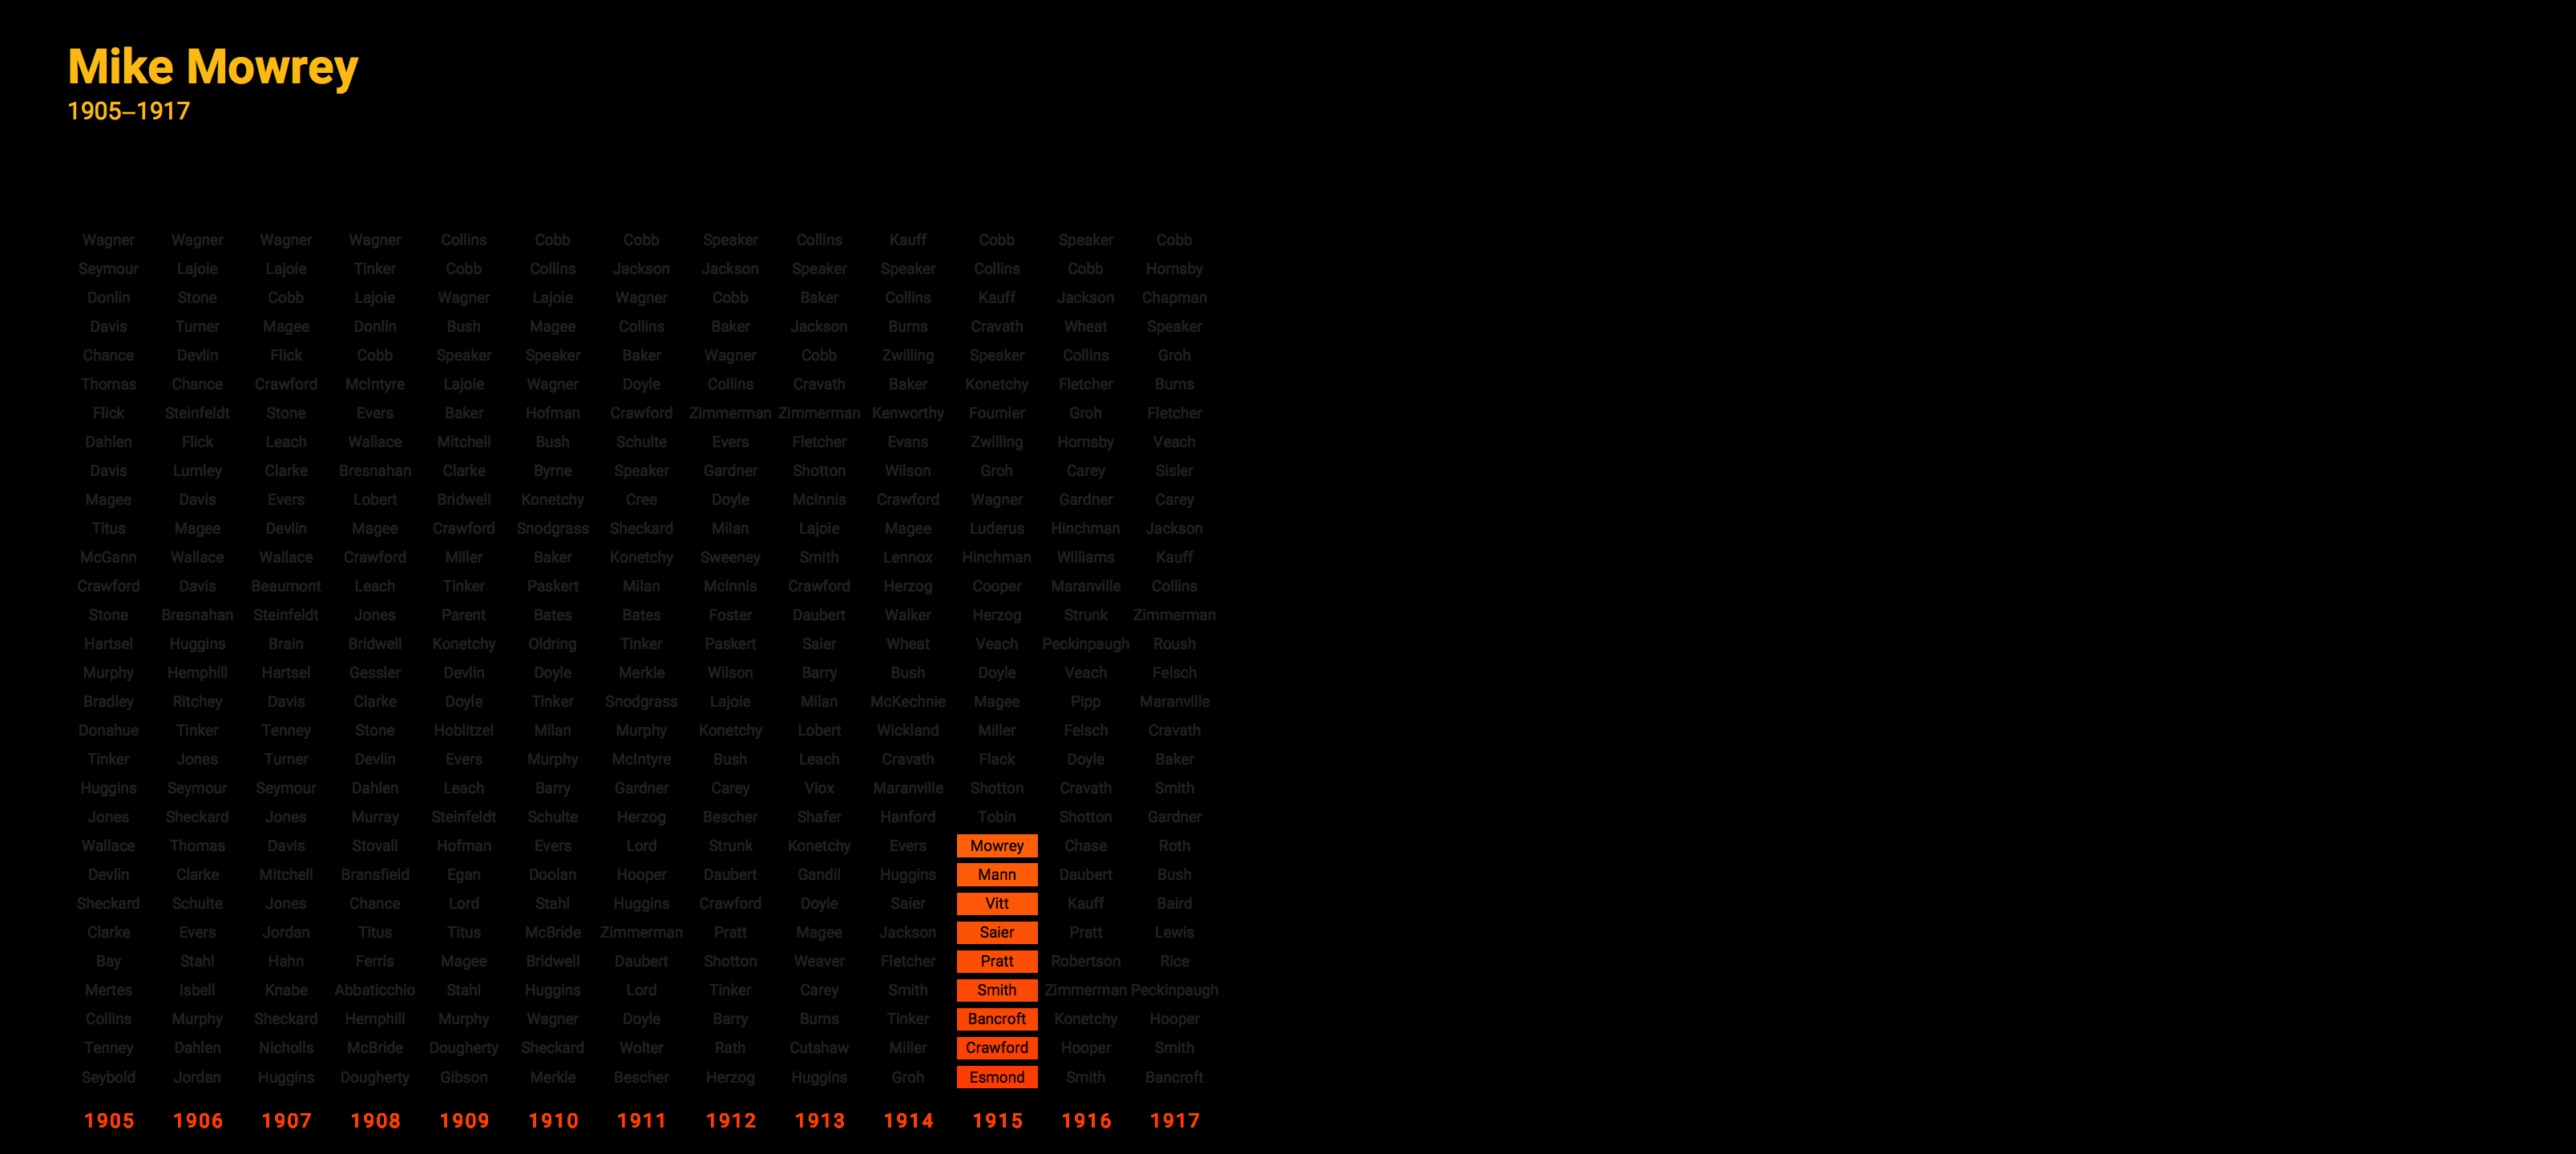 Mike Mowrey
1905–1917
Wagner Wagner Wagner Wagner Collins Cobb Cobb Speaker Collins Kauff Cobb Speaker Cobb
Seymour Lajoie Lajoie Tinker Cobb Collins Jackson Jackson Speaker Speaker Collins Cobb Hornsby
Donlin Stone Cobb Lajoie Wagner Lajoie Wagner Cobb Baker Collins Kauff Jackson Chapman
Davis Turner Magee Donlin Bush Magee Collins Baker Jackson Burns Cravath Wheat Speaker
Chance Devlin Flick Cobb Speaker Speaker Baker Wagner Cobb Zwilling Speaker Collins Groh
Thomas Chance Crawford McIntyre Lajoie Wagner Doyle Collins Cravath Baker Konetchy Fletcher Burns
Flick Steinfeldt Stone Evers Baker Hofman Crawford Zimmerman Zimmerman Kenworthy Fournier Groh Fletcher
Dahlen Flick Leach Wallace Mitchell Bush Schulte Evers Fletcher Evans Zwilling Hornsby Veach
Davis Lumley Clarke Bresnahan Clarke Byrne Speaker Gardner Shotton Wilson Groh Carey Sisler
Magee Davis Evers Lobert Bridwell Konetchy Cree Doyle McInnis Crawford Wagner Gardner Carey
Titus Magee Devlin Magee Crawford Snodgrass Sheckard Milan Lajoie Magee Luderus Hinchman Jackson
McGann Wallace Wallace Crawford Miller Baker Konetchy Sweeney Smith Lennox Hinchman Williams Kauff
Crawford Davis Beaumont Leach Tinker Paskert Milan McInnis Crawford Herzog Cooper Maranville Collins
Stone Bresnahan Steinfeldt Jones Parent Bates Bates Foster Daubert Walker Herzog Strunk Zimmerman
Hartsel Huggins Brain Bridwell Konetchy Oldring Tinker Paskert Saier Wheat Veach Peckinpaugh Roush
Murphy Hemphill Hartsel Gessler Devlin Doyle Merkle Wilson Barry Bush Doyle Veach Felsch
Bradley Ritchey Davis Clarke Doyle Tinker Snodgrass Lajoie Milan McKechnie Magee Pipp Maranville
Donahue Tinker Tenney Stone Hoblitzel Milan Murphy Konetchy Lobert Wickland Miller Felsch Cravath
Tinker Jones Turner Devlin Evers Murphy McIntyre Bush Leach Cravath Flack Doyle Baker
Huggins Seymour Seymour Dahlen Leach Barry Gardner Carey Viox Maranville Shotton Cravath Smith
Jones Sheckard Jones Murray Steinfeldt Schulte Herzog Bescher Shafer Hanford Tobin Shotton Gardner
Wallace Thomas Davis Stovall Hofman Evers Lord Strunk Konetchy Evers Mowrey Chase Roth
Devlin Clarke Mitchell Bransfield Egan Doolan Hooper Daubert Gandil Huggins Mann Daubert Bush
Sheckard Schulte Jones Chance Lord Stahl Huggins Crawford Doyle Saier Vitt Kauff Baird
Clarke Evers Jordan Titus Titus McBride Zimmerman Pratt Magee Jackson Saier Pratt Lewis
Bay Stahl Hahn Ferris Magee Bridwell Daubert Shotton Weaver Fletcher Pratt Robertson Rice
Mertes Isbell Knabe Abbaticchio Stahl Huggins Lord Tinker Carey Smith Smith Zimmerman Peckinpaugh
Collins Murphy Sheckard Hemphill Murphy Wagner Doyle Barry Burns Tinker Bancroft Konetchy Hooper
Tenney Dahlen Nicholls McBride Dougherty Sheckard Wolter Rath Cutshaw Miller Crawford Hooper Smith
Seybold Jordan Huggins Dougherty Gibson Merkle Bescher Herzog Huggins Groh Esmond Smith Bancroft
1905 1906 1907 1908 1909 1910 1911 1912 1913 1914 1915 1916 1917